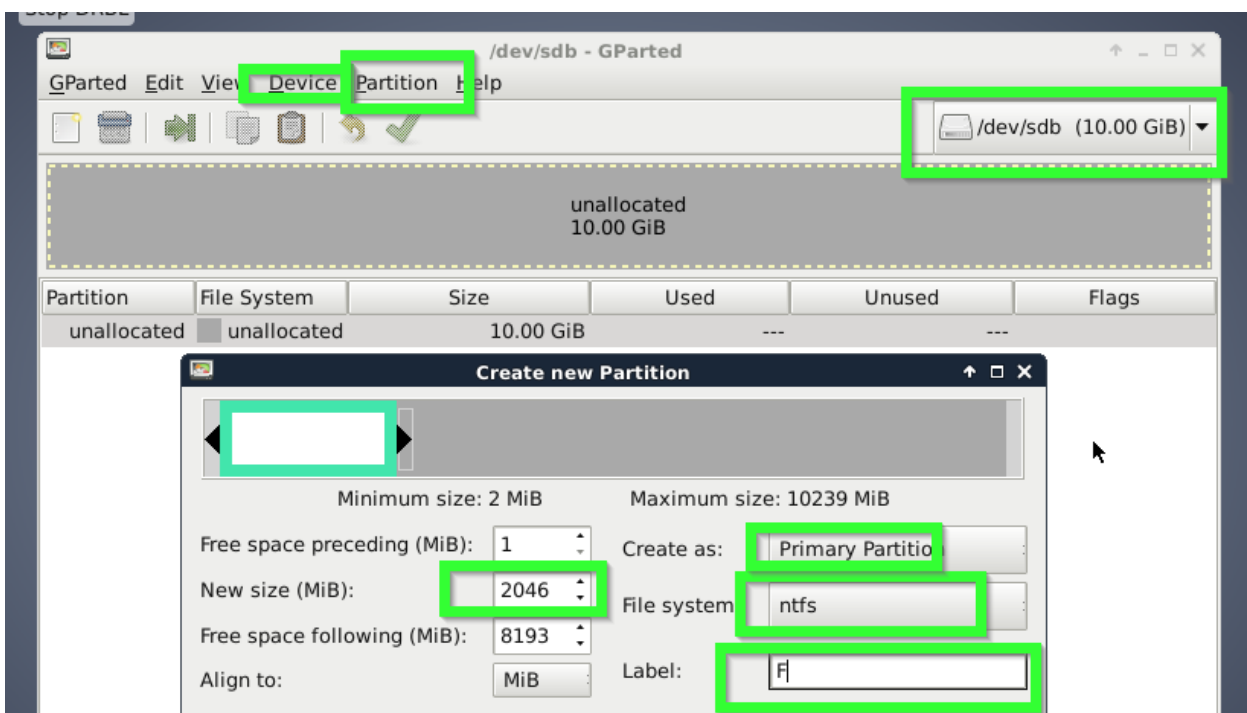 Stop DRBL
/dev/sdb - GParted
GParted Edit View Device Partition Help
/dev/sdb (10.00 GiB)
unallocated
10.00 GiB
Partition File System Size Used Unused Flags
unallocated unallocated 10.00 GiB --- ---
Create new Partition
Minimum size: 2 MiB Maximum size: 10239 MiB
Free space preceding (MiB): 1 Create as: Primary Partition
New size (MiB): 2046 File system ntfs
Free space following (MiB): 8193 Label: F
Align to: MiB